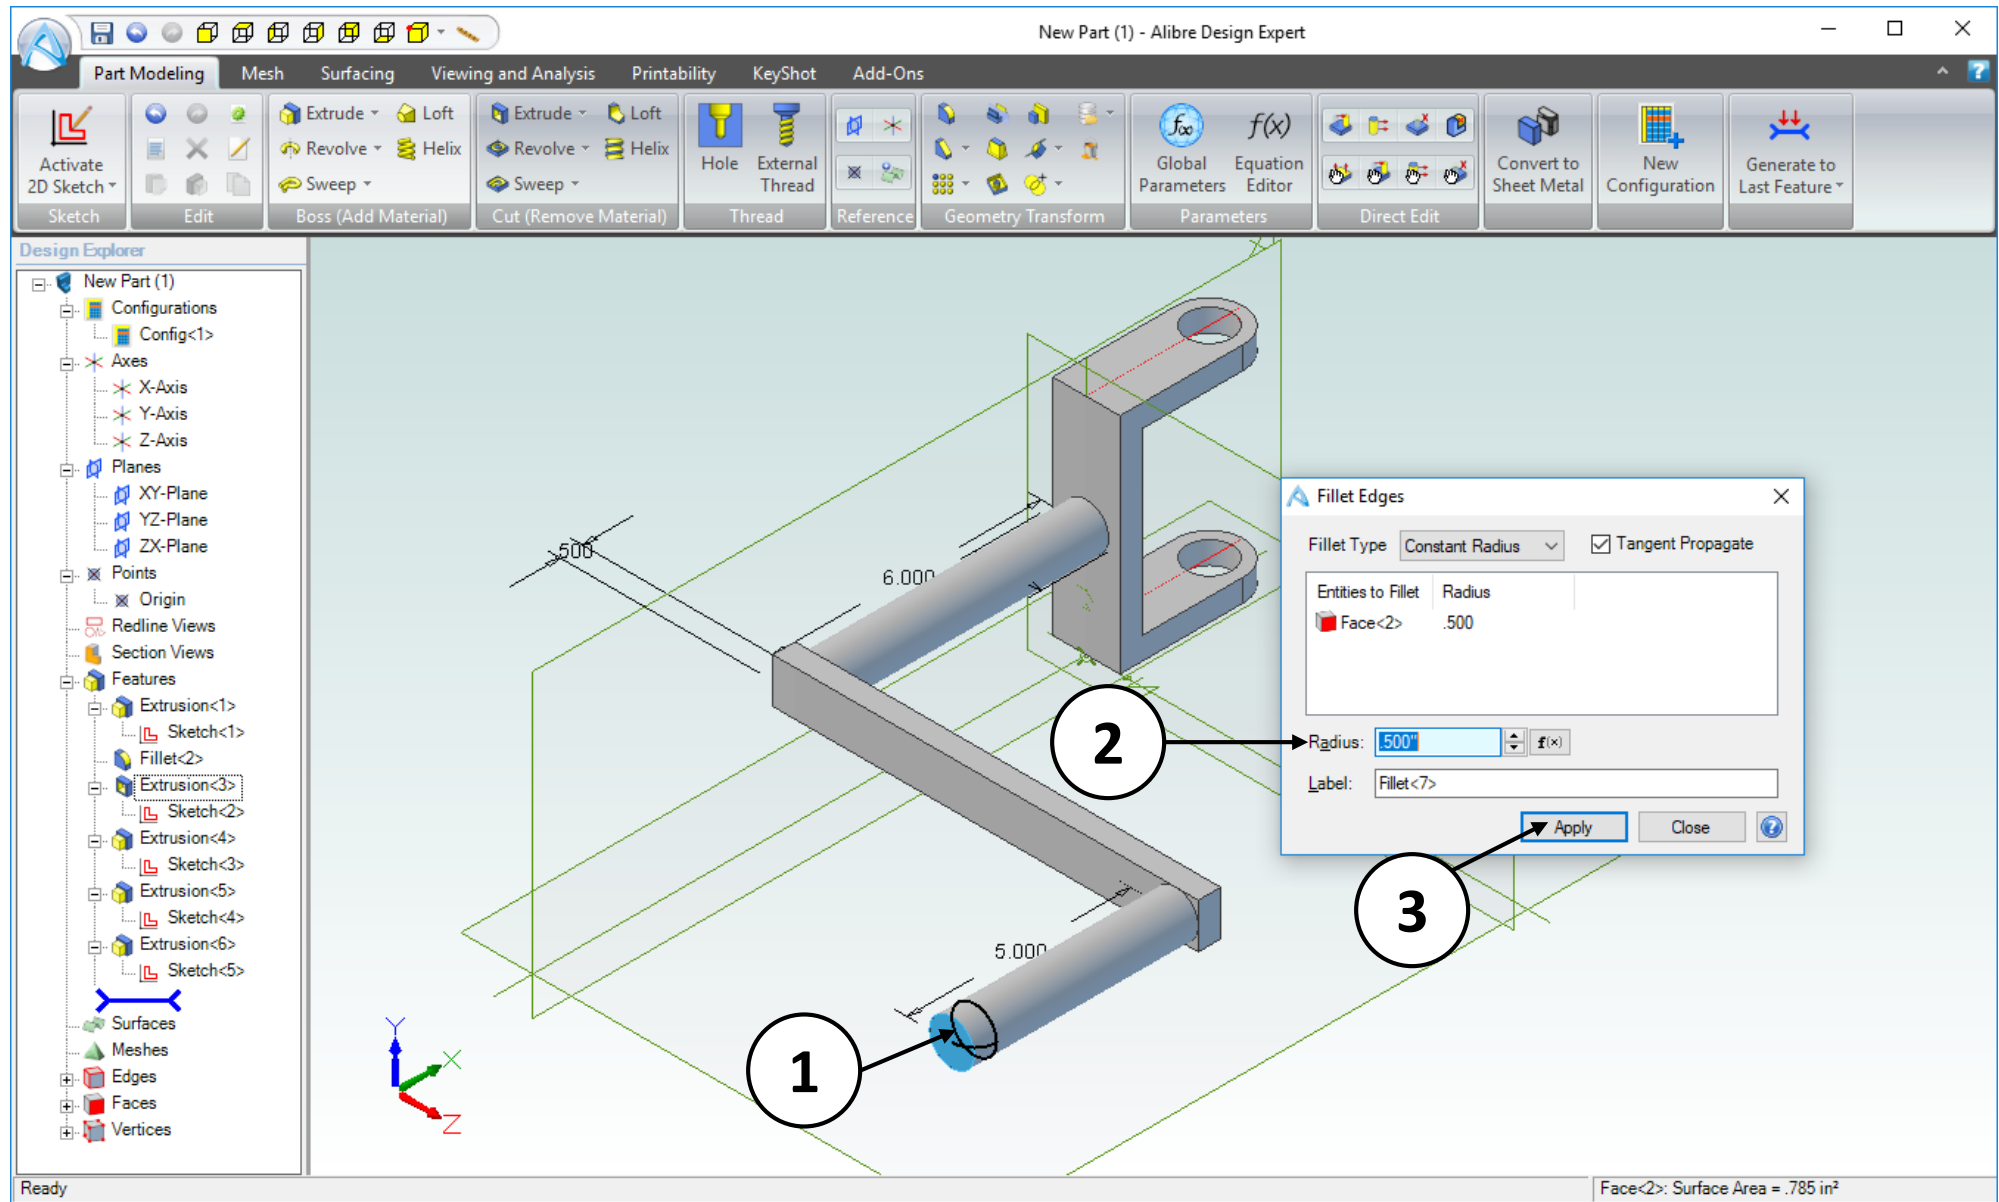 New Part (1) - Alibre Design Expert
Part Modeling Mesh Surfacing Viewing and Analysis Printability KeyShot Add-Ons
Activate
2D Sketch
Sketch
Edit
Extrude Loft
Revolve Helix
Sweep
Boss (Add Material)
Extrude Loft
Revolve Helix
Sweep
Cut (Remove Material)
Hole
External
Thread
Thread
Reference
Geometry Transform
Global
Parameters
f(x)
Equation
Editor
Parameters
Direct Edit
Convert to
Sheet Metal
New
Configuration
Generate to
Last Feature
Design Explorer
New Part (1)
Configurations
Config<1>
Axes
X-Axis
Y-Axis
Z-Axis
Planes
XY-Plane
YZ-Plane
ZX-Plane
Points
Origin
Redline Views
Section Views
Features
Extrusion<1>
Sketch<1>
Fillet<2>
Extrusion<3>
Sketch<2>
Extrusion<4>
Sketch<3>
Extrusion<5>
Sketch<4>
Extrusion<6>
Sketch<5>
Surfaces
Meshes
Edges
Faces
Vertices
.500
6.000
5.000
Y
X
Z
1
2
3
Fillet Edges
Fillet Type Constant Radius Tangent Propagate
Entities to Fillet Radius
Face<2> .500
Radius: .500" f(x)
Label: Fillet<7>
Apply Close
Ready
Face<2>: Surface Area = .785 in²